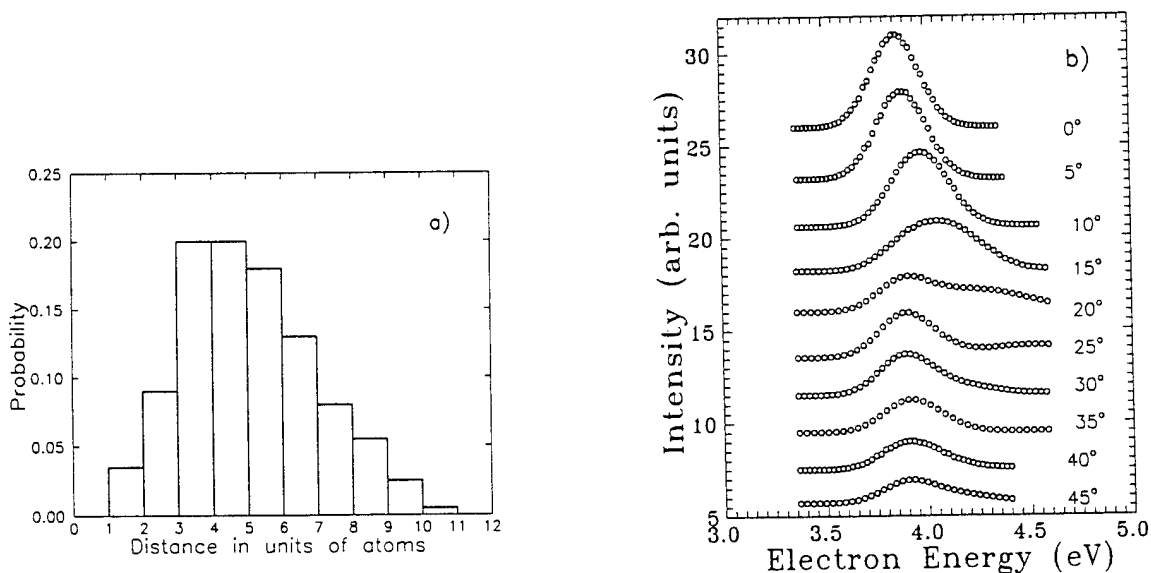 a)
0.25
0.20
0.15
0.10
0.05
0.00
Probability
0 1 2 3 4 5 6 7 8 9 10 11 12
Distance in units of atoms
b)
30
25
20
15
10
5
Intensity (arb. units)
0°
5°
10°
15°
20°
25°
30°
35°
40°
45°
3.0 3.5 4.0 4.5 5.0
Electron Energy (eV)